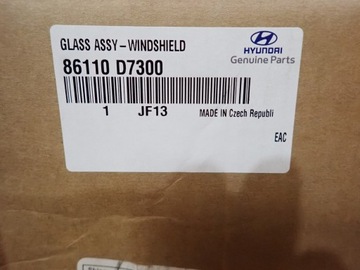 GLASS ASSY-WINDSHIELD
HYUNDAI
Genuine Parts
86110 D7300
1 JF13
MADE IN Czech Republi
EAC